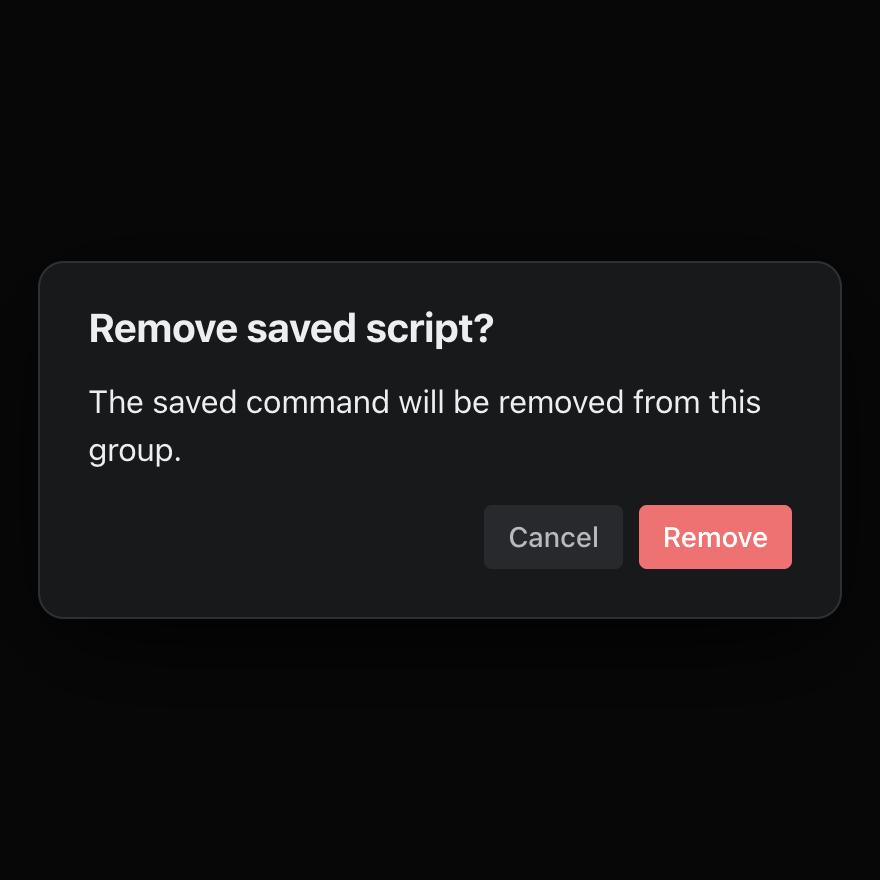 Remove saved script?
The saved command will be removed from this
group.
Cancel Remove